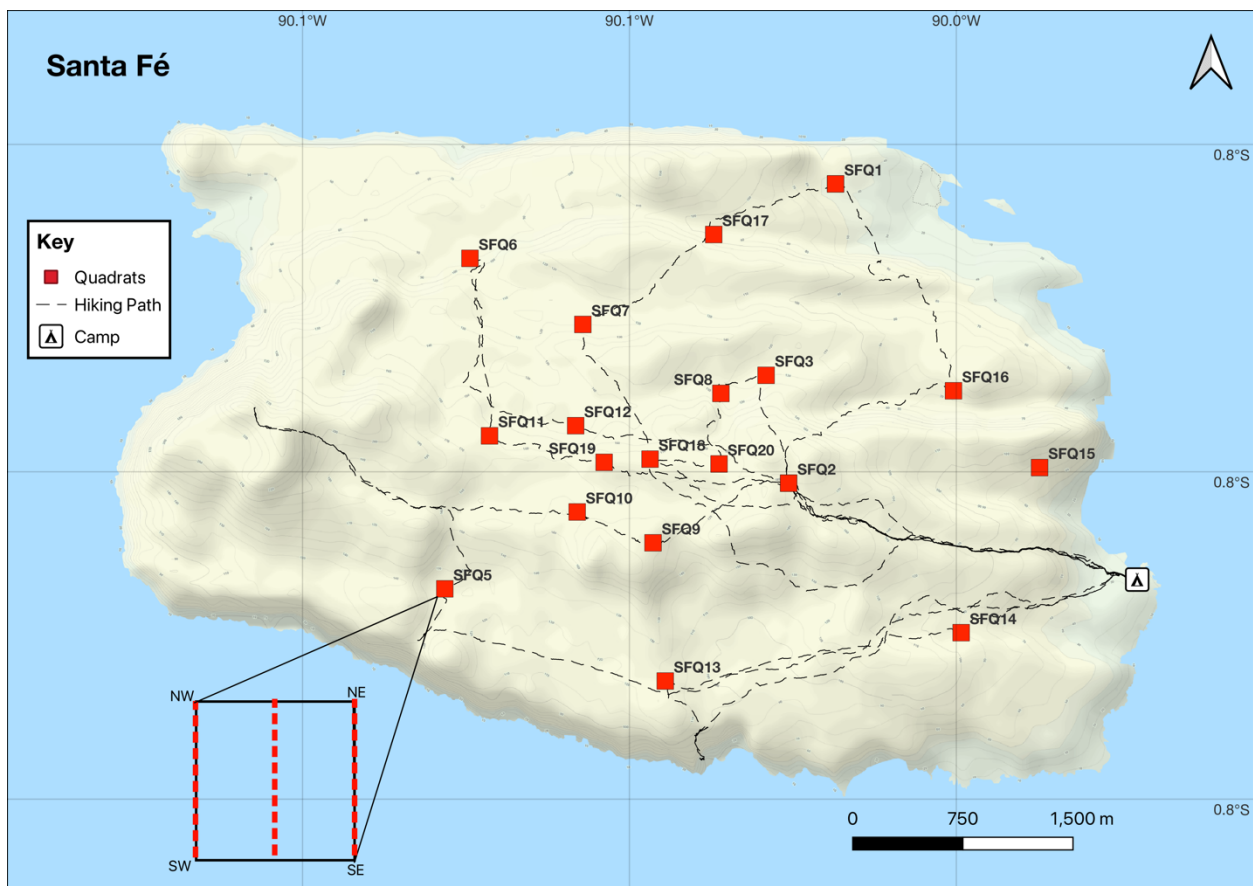 90.1°W
90.1°W
90.0°W
Santa Fé
0.8°S
SFQ1
SFQ17
Key
Quadrats
Hiking Path
Camp
SFQ6
SFQ7
SFQ3
SFQ8
SFQ16
SFQ12
SFQ11
SFQ18
SFQ20
SFQ19
SFQ15
SFQ2
0.8°S
SFQ10
SFQ9
SFQ5
SFQ14
SFQ13
NW
NE
SW
SE
0.8°S
0
750
1,500 m